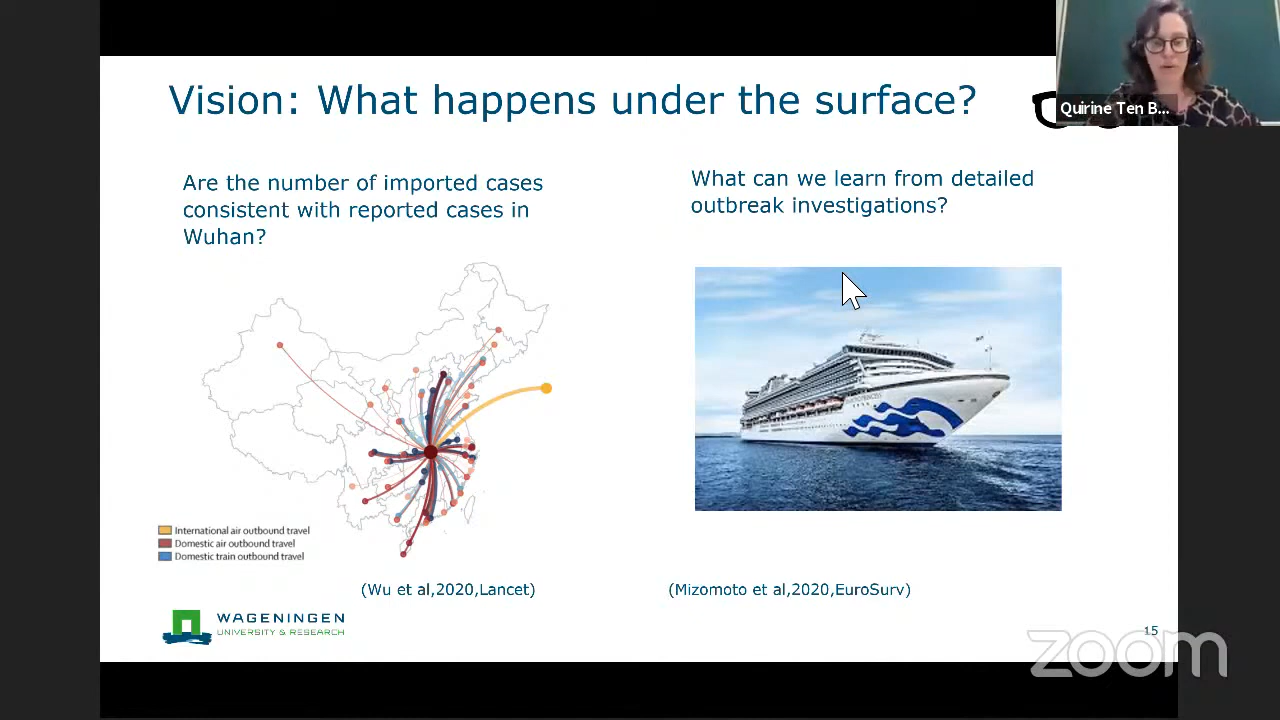 Vision: What happens under the surface?
Quirine Ten B...
Are the number of imported cases
consistent with reported cases in
Wuhan?
What can we learn from detailed
outbreak investigations?
International air outbound travel
Domestic air outbound travel
Domestic train outbound travel
(Wu et al,2020,Lancet)
(Mizomoto et al,2020,EuroSurv)
WAGENINGEN
UNIVERSITY & RESEARCH
15
zoom